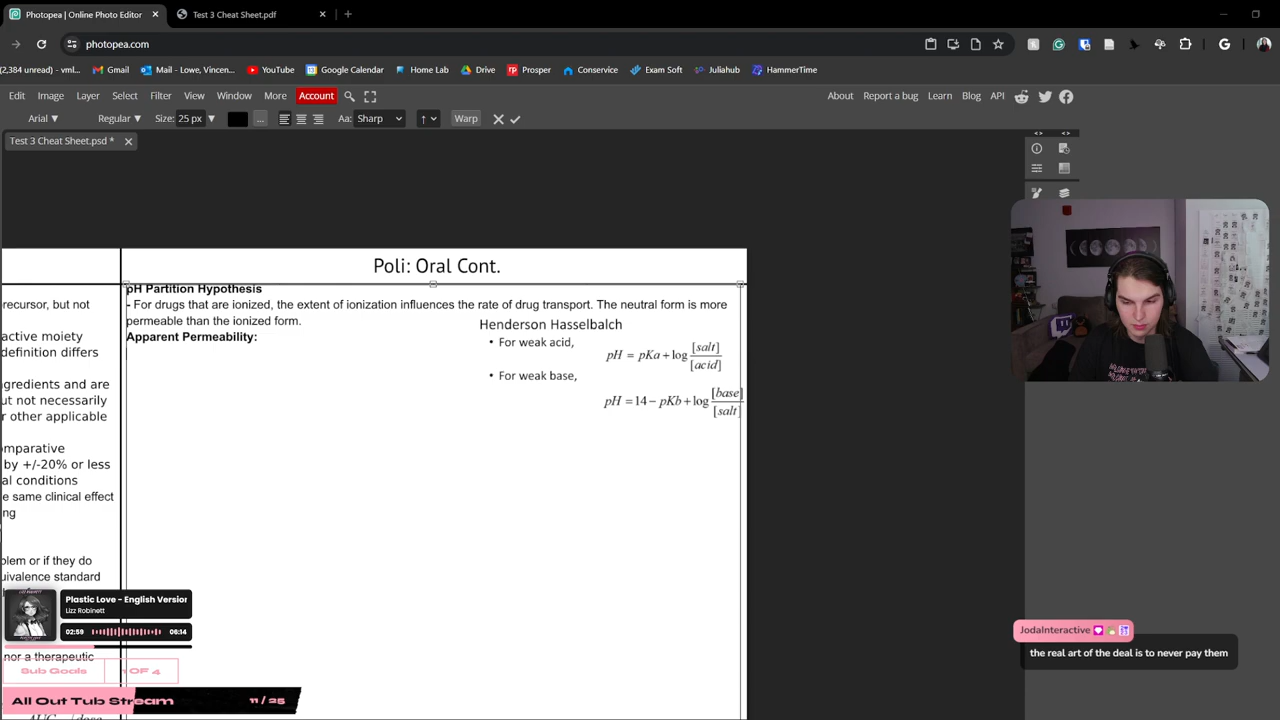 Photopea | Online Photo Editor
Test 3 Cheat Sheet.pdf
photopea.com
(2,384 unread) - vml...
Gmail
Mail - Lowe, Vincen...
YouTube
Google Calendar
Home Lab
Drive
Prosper
Conservice
Exam Soft
Juliahub
HammerTime
Edit Image Layer Select Filter View Window More Account
About Report a bug Learn Blog API
Arial Regular Size: 25 px ... Aa: Sharp Warp
Test 3 Cheat Sheet.psd *
Poli: Oral Cont.
pH Partition Hypothesis
- For drugs that are ionized, the extent of ionization influences the rate of drug transport. The neutral form is more
permeable than the ionized form.
Apparent Permeability:
Henderson Hasselbalch
• For weak acid,
pH = pKa + log [salt]/[acid]
• For weak base,
pH = 14 − pKb + log [base]/[salt]
recursor, but not
active moiety
definition differs
ngredients and are
ut not necessarily
r other applicable
omparative
by +/-20% or less
al conditions
e same clinical effect
ng
olem or if they do
uivalence standard
nor a therapeutic
Plastic Love - English Version
Lizz Robinett
02:59
06:14
Sub Goals
OF 4
All Out Tub Stream
11 / 25
JodaInteractive
the real art of the deal is to never pay them